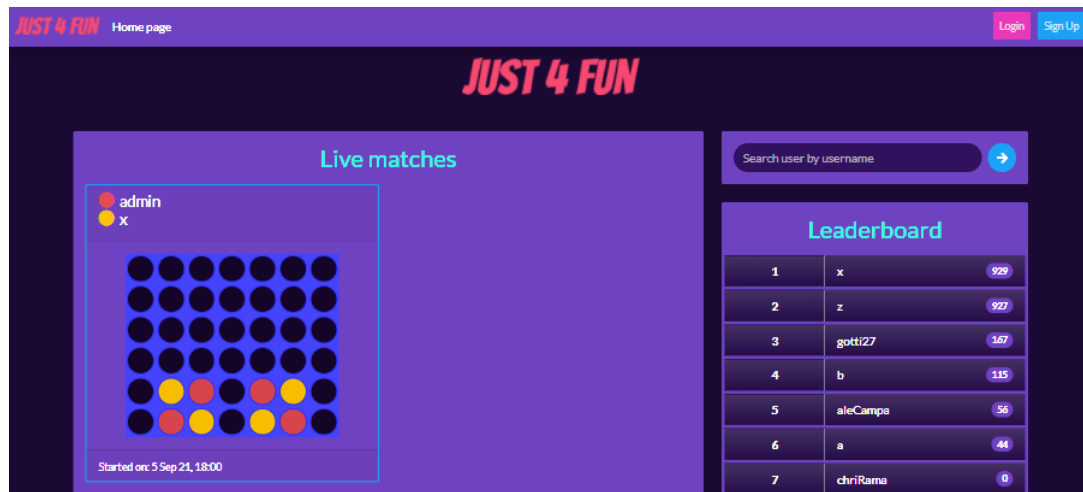 JUST 4 FUN Home page Login Sign Up
JUST 4 FUN
Live matches
admin
x
Started on: 5 Sep 21, 18:00
Search user by username
Leaderboard
1 x 929
2 z 927
3 gotti27 167
4 b 115
5 aleCampa 56
6 a 44
7 chriRama 0